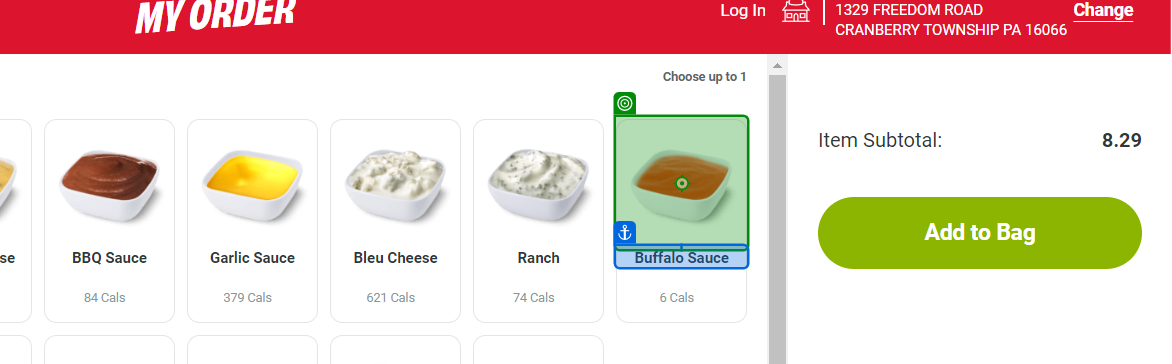 MY ORDER
Log In
1329 FREEDOM ROAD
CRANBERRY TOWNSHIP PA 16066
Change
Choose up to 1
Item Subtotal: 8.29
Add to Bag
se
BBQ Sauce
84 Cals
Garlic Sauce
379 Cals
Bleu Cheese
621 Cals
Ranch
74 Cals
Buffalo Sauce
6 Cals